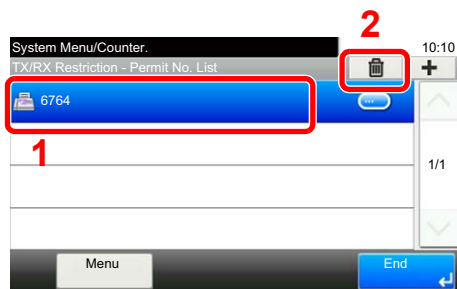 2
System Menu/Counter.
10:10
TX/RX Restriction - Permit No. List
6764
1
1/1
Menu
End